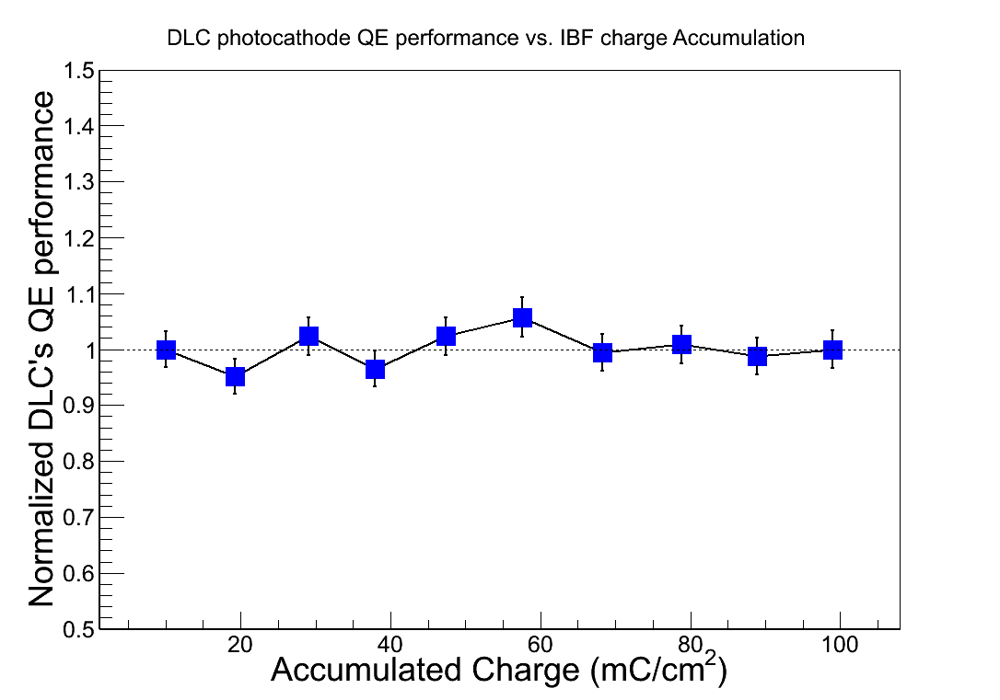 DLC photocathode QE performance vs. IBF charge Accumulation
Normalized DLC's QE performance
1.5
1.4
1.3
1.2
1.1
1
0.9
0.8
0.7
0.6
0.5
20 40 60 80 100
Accumulated Charge (mC/cm²)